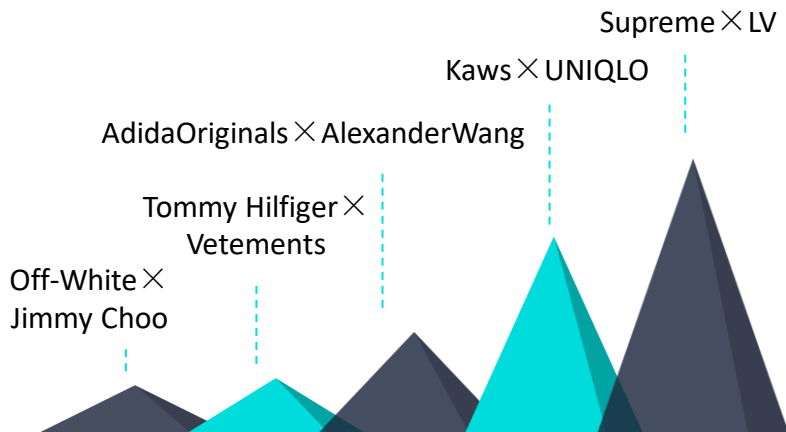 Supreme×LV
Kaws×UNIQLO
AdidaOriginals×AlexanderWang
Tommy Hilfiger×
Vetements
Off-White×
Jimmy Choo